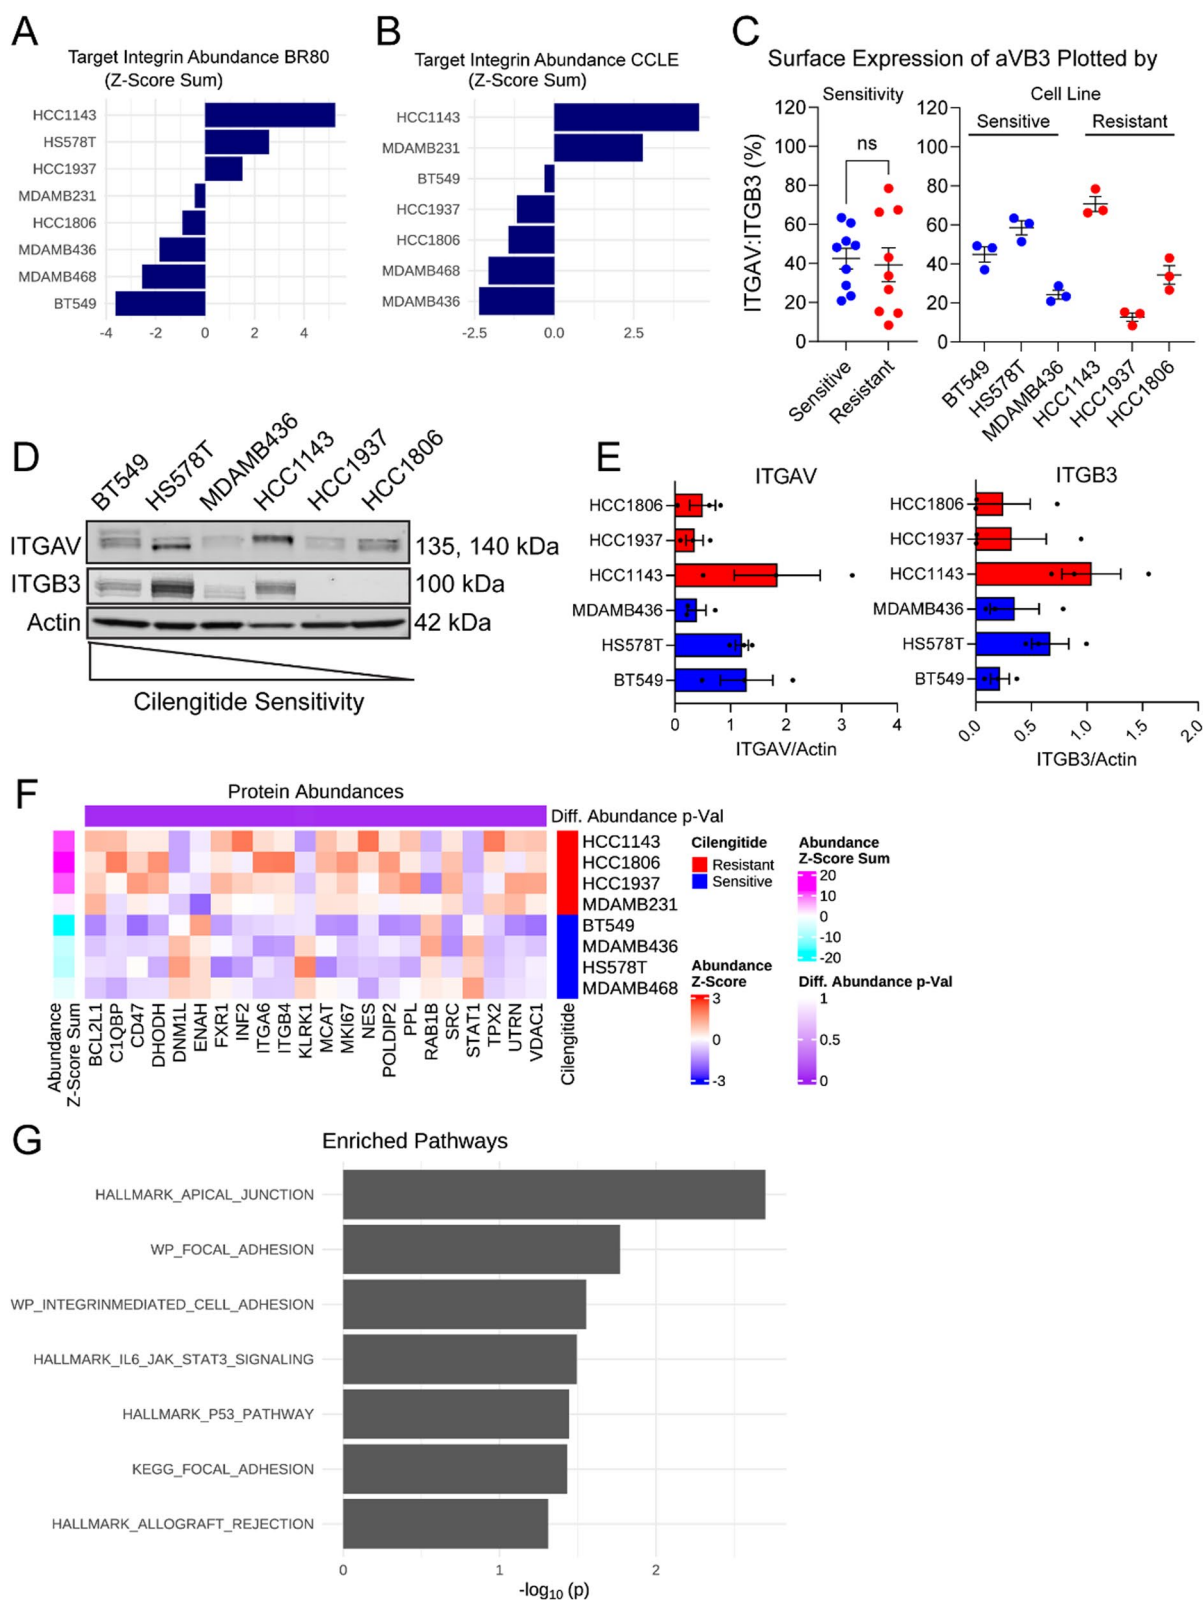 A
Target Integrin Abundance BR80
(Z-Score Sum)
HCC1143
HS578T
HCC1937
MDAMB231
HCC1806
MDAMB436
MDAMB468
BT549
-4 -2 0 2 4
B
Target Integrin Abundance CCLE
(Z-Score Sum)
HCC1143
MDAMB231
BT549
HCC1937
HCC1806
MDAMB468
MDAMB436
-2.5 0.0 2.5
C
Surface Expression of aVB3 Plotted by
Sensitivity
ITGAV:ITGB3 (%)
120
100
80
60
40
20
0
ns
Sensitive
Resistant
Cell Line
Sensitive Resistant
120
100
80
60
40
20
0
BT549
HS578T
MDAMB436
HCC1143
HCC1937
HCC1806
D
BT549
HS578T
MDAMB436
HCC1143
HCC1937
HCC1806
ITGAV 135, 140 kDa
ITGB3 100 kDa
Actin 42 kDa
Cilengitide Sensitivity
E
ITGAV
HCC1806
HCC1937
HCC1143
MDAMB436
HS578T
BT549
0 1 2 3 4
ITGAV/Actin
ITGB3
HCC1806
HCC1937
HCC1143
MDAMB436
HS578T
BT549
0.0 0.5 1.0 1.5 2.0
ITGB3/Actin
F
Protein Abundances
Diff. Abundance p-Val
HCC1143
HCC1806
HCC1937
MDAMB231
BT549
MDAMB436
HS578T
MDAMB468
Abundance
Z-Score Sum
BCL2L1
C1QBP
CD47
DHODH
DNM1L
ENAH
FXR1
INF2
ITGA6
ITGB4
KLRK1
MCAT
MKI67
NES
POLDIP2
PPL
RAB1B
SRC
STAT1
TPX2
UTRN
VDAC1
Cilengitide
Cilengitide
Resistant
Sensitive
Abundance
Z-Score
3
0
-3
Abundance
Z-Score Sum
20
10
0
-10
-20
Diff. Abundance p-Val
1
0.5
0
G
Enriched Pathways
HALLMARK_APICAL_JUNCTION
WP_FOCAL_ADHESION
WP_INTEGRINMEDIATED_CELL_ADHESION
HALLMARK_IL6_JAK_STAT3_SIGNALING
HALLMARK_P53_PATHWAY
KEGG_FOCAL_ADHESION
HALLMARK_ALLOGRAFT_REJECTION
0 1 2
-log₁₀ (p)